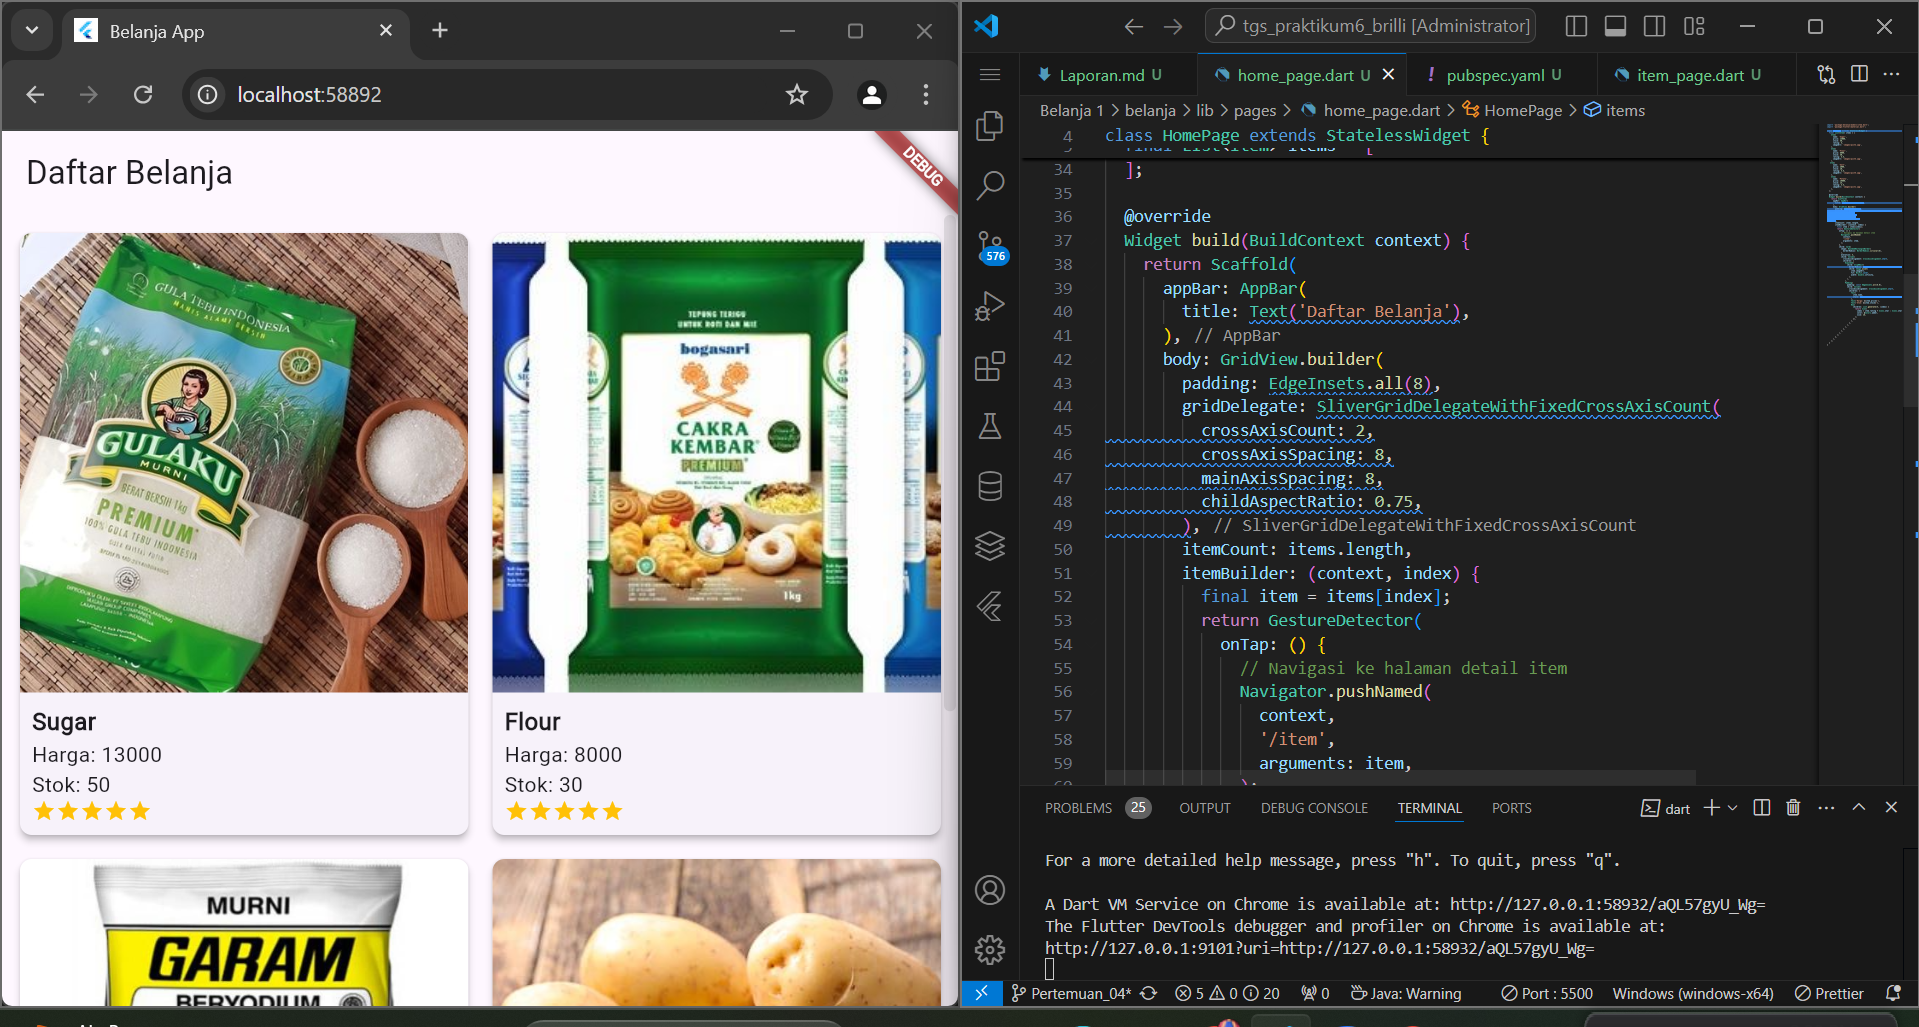 Belanja App
localhost:58892
DEBUG
Daftar Belanja
GULA TEBU INDONESIA
MANIS ALAMI BERSIH
GULAKU
MURNI
BERAT BERSIH 1kg
PREMIUM
100% GULA TEBU INDONESIA
TEPUNG TERIGU
UNTUK ROTI DAN MIE
bogasari
CAKRA
KEMBAR
PREMIUM
1kg
Sugar
Harga: 13000
Stok: 50
Flour
Harga: 8000
Stok: 30
MURNI
GARAM
BERYODIUM
tgs_praktikum6_brilli [Administrator]
Laporan.md U
home_page.dart U
! pubspec.yaml U
item_page.dart U
Belanja 1 > belanja > lib > pages > home_page.dart > HomePage > items
4 class HomePage extends StatelessWidget {
34 ];
35
36 @override
37 Widget build(BuildContext context) {
38 return Scaffold(
39 appBar: AppBar(
40 title: Text('Daftar Belanja'),
41 ), // AppBar
42 body: GridView.builder(
43 padding: EdgeInsets.all(8),
44 gridDelegate: SliverGridDelegateWithFixedCrossAxisCount(
45 crossAxisCount: 2,
46 crossAxisSpacing: 8,
47 mainAxisSpacing: 8,
48 childAspectRatio: 0.75,
49 ), // SliverGridDelegateWithFixedCrossAxisCount
50 itemCount: items.length,
51 itemBuilder: (context, index) {
52 final item = items[index];
53 return GestureDetector(
54 onTap: () {
55 // Navigasi ke halaman detail item
56 Navigator.pushNamed(
57 context,
58 '/item',
59 arguments: item,
576
PROBLEMS 25 OUTPUT DEBUG CONSOLE TERMINAL PORTS
dart
For a more detailed help message, press "h". To quit, press "q".
A Dart VM Service on Chrome is available at: http://127.0.0.1:58932/aQL57gyU_Wg=
The Flutter DevTools debugger and profiler on Chrome is available at:
http://127.0.0.1:9101?uri=http://127.0.0.1:58932/aQL57gyU_Wg=
Pertemuan_04* 5 0 20 0 Java: Warning Port : 5500 Windows (windows-x64) Prettier